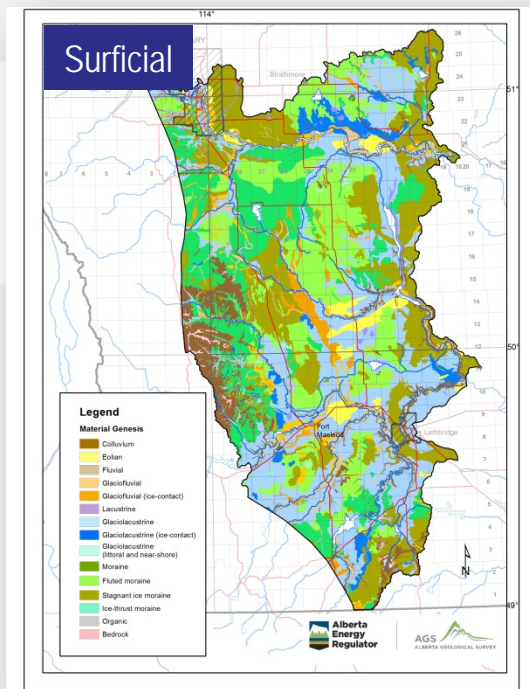 114°
Surficial
ARY
Strathmore
51°
50°
Fort
Macleod
Lethbridge
Legend
Material Genesis
Colluvium
Eolian
Fluvial
Glaciofluvial
Glaciofluvial (ice-contact)
Lacustrine
Glaciolacustrine
Glaciolacustrine (ice-contact)
Glaciolacustrine
(littoral and near-shore)
Moraine
Fluted moraine
Stagnant ice moraine
Ice-thrust moraine
Organic
Bedrock
N
49°
Alberta
Energy
Regulator
AGS
ALBERTA GEOLOGICAL SURVEY